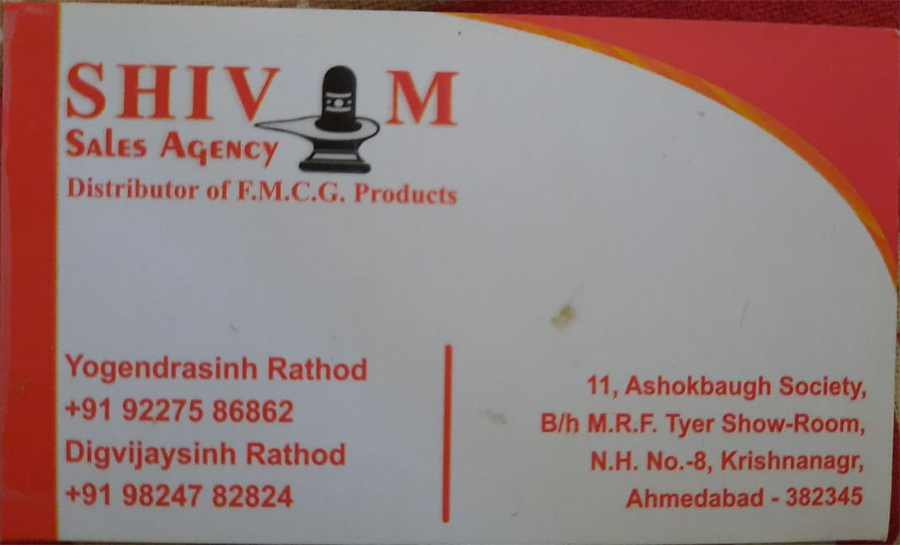 SHIVAM
Sales Agency
Distributor of F.M.C.G. Products
Yogendrasinh Rathod
+91 92275 86862
Digvijaysinh Rathod
+91 98247 82824
11, Ashokbaugh Society,
B/h M.R.F. Tyer Show-Room,
N.H. No.-8, Krishnanagr,
Ahmedabad - 382345